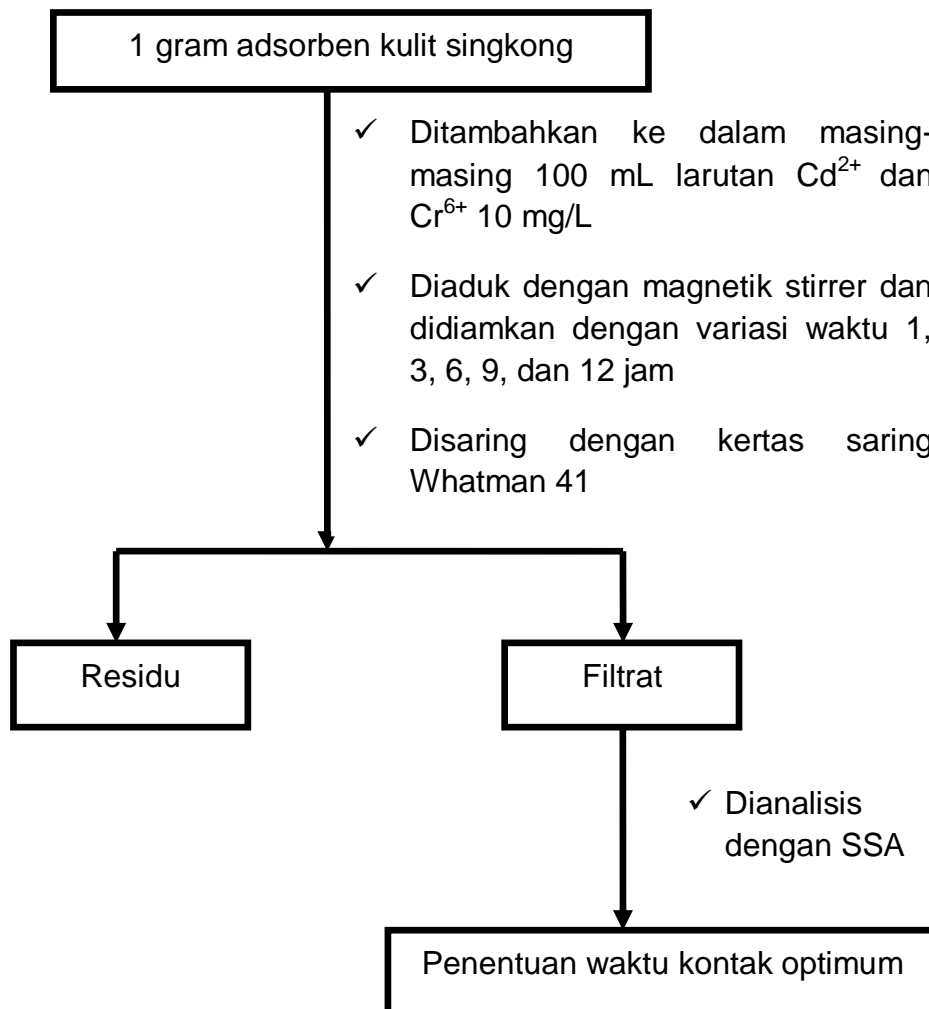 1 gram adsorben kulit singkong
✓ Ditambahkan ke dalam masing-
masing 100 mL larutan Cd²⁺ dan
Cr⁶⁺ 10 mg/L
✓ Diaduk dengan magnetik stirrer dan
didiamkan dengan variasi waktu 1,
3, 6, 9, dan 12 jam
✓ Disaring dengan kertas saring
Whatman 41
Residu
Filtrat
✓ Dianalisis
dengan SSA
Penentuan waktu kontak optimum